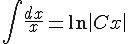 ∫ dx/x = ln|Cx|